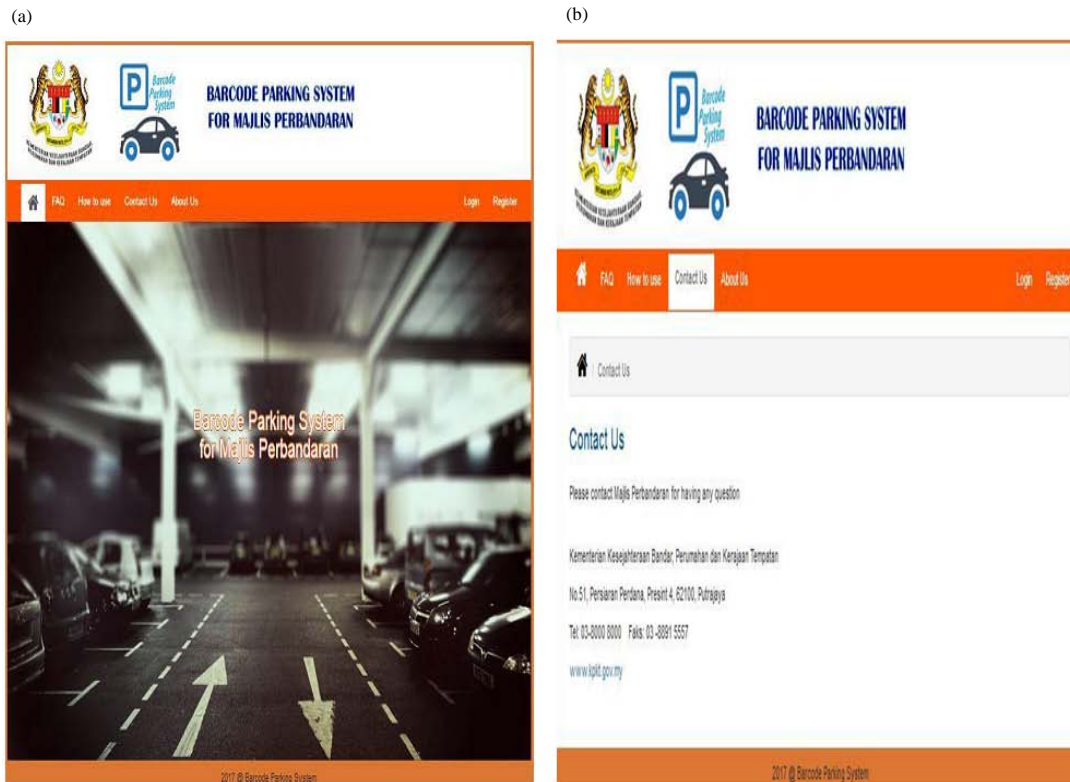 (a)
Barcode
Parking
System
P
BARCODE PARKING SYSTEM
FOR MAJLIS PERBANDARAN
FAQ How to use Contact Us About Us Login Register
Barcode Parking System
for Majlis Perbandaran
2017 @ Barcode Parking System
(b)
Barcode
Parking
System
P
BARCODE PARKING SYSTEM
FOR MAJLIS PERBANDARAN
FAQ How to use Contact Us About Us Login Register
| Contact Us
Contact Us
Please contact Majlis Perbandaran for having any question
Kementerian Kesejahteraan Bandar, Perumahan dan Kerajaan Tempatan
No.51, Persiaran Perdana, Presint 4, 62100, Putrajaya
Tel: 03-8000 8000 Faks: 03 -8891 5557
www.kpkt.gov.my
2017 @ Barcode Parking System